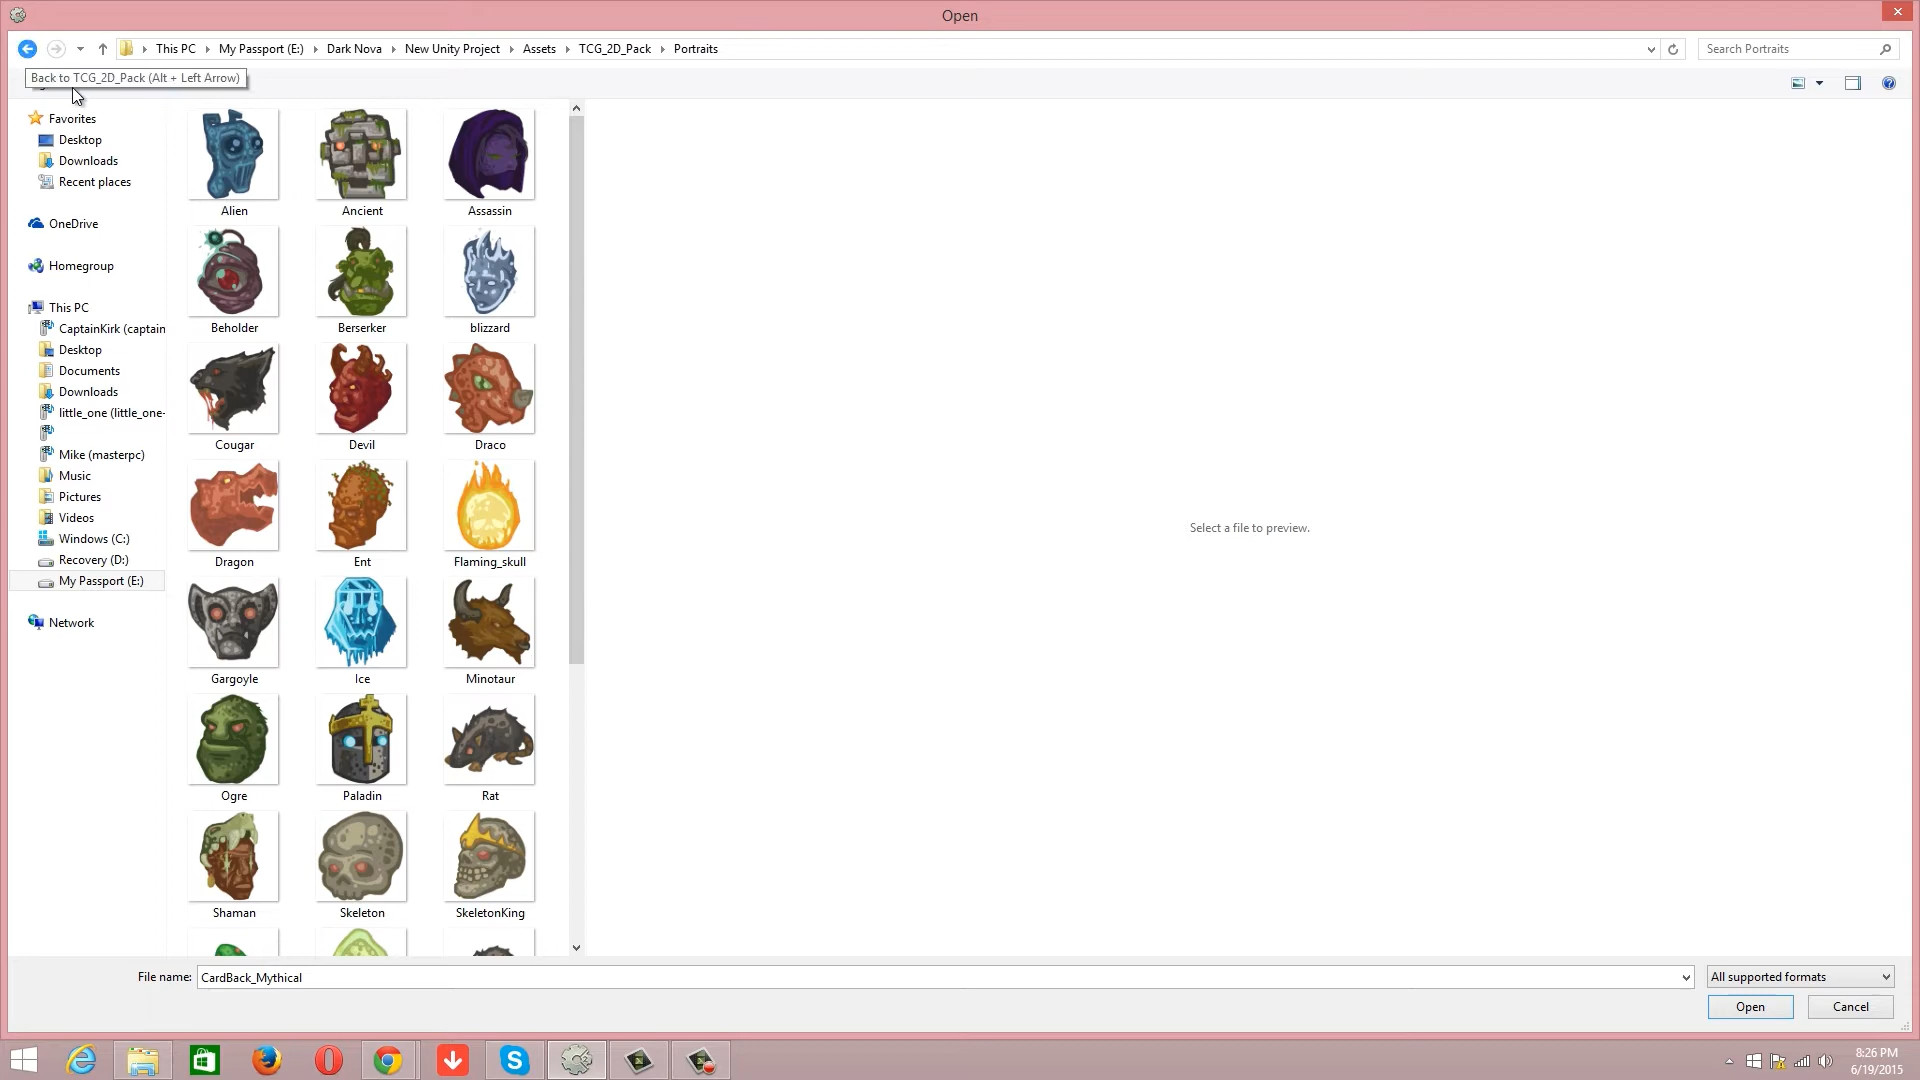 Open
This PC
My Passport (E:)
Dark Nova
New Unity Project
Assets
TCG_2D_Pack
Portraits
Search Portraits
Back to TCG_2D_Pack (Alt + Left Arrow)
Favorites
Desktop
Downloads
Recent places
OneDrive
Homegroup
This PC
CaptainKirk (captain
Desktop
Documents
Downloads
little_one (little_one-
Mike (masterpc)
Music
Pictures
Videos
Windows (C:)
Recovery (D:)
My Passport (E:)
Network
Alien
Ancient
Assassin
Beholder
Berserker
blizzard
Cougar
Devil
Draco
Dragon
Ent
Flaming_skull
Gargoyle
Ice
Minotaur
Ogre
Paladin
Rat
Shaman
Skeleton
SkeletonKing
Select a file to preview.
File name:
CardBack_Mythical
All supported formats
Open
Cancel
8:26 PM
6/19/2015